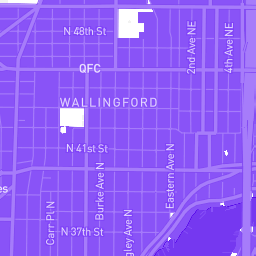 N 48th St
2nd Ave NE
4th Ave NE
QFC
WALLINGFORD
N 41st St
Eastern Ave N
Burke Ave N
Carr Pl N
N 37th St